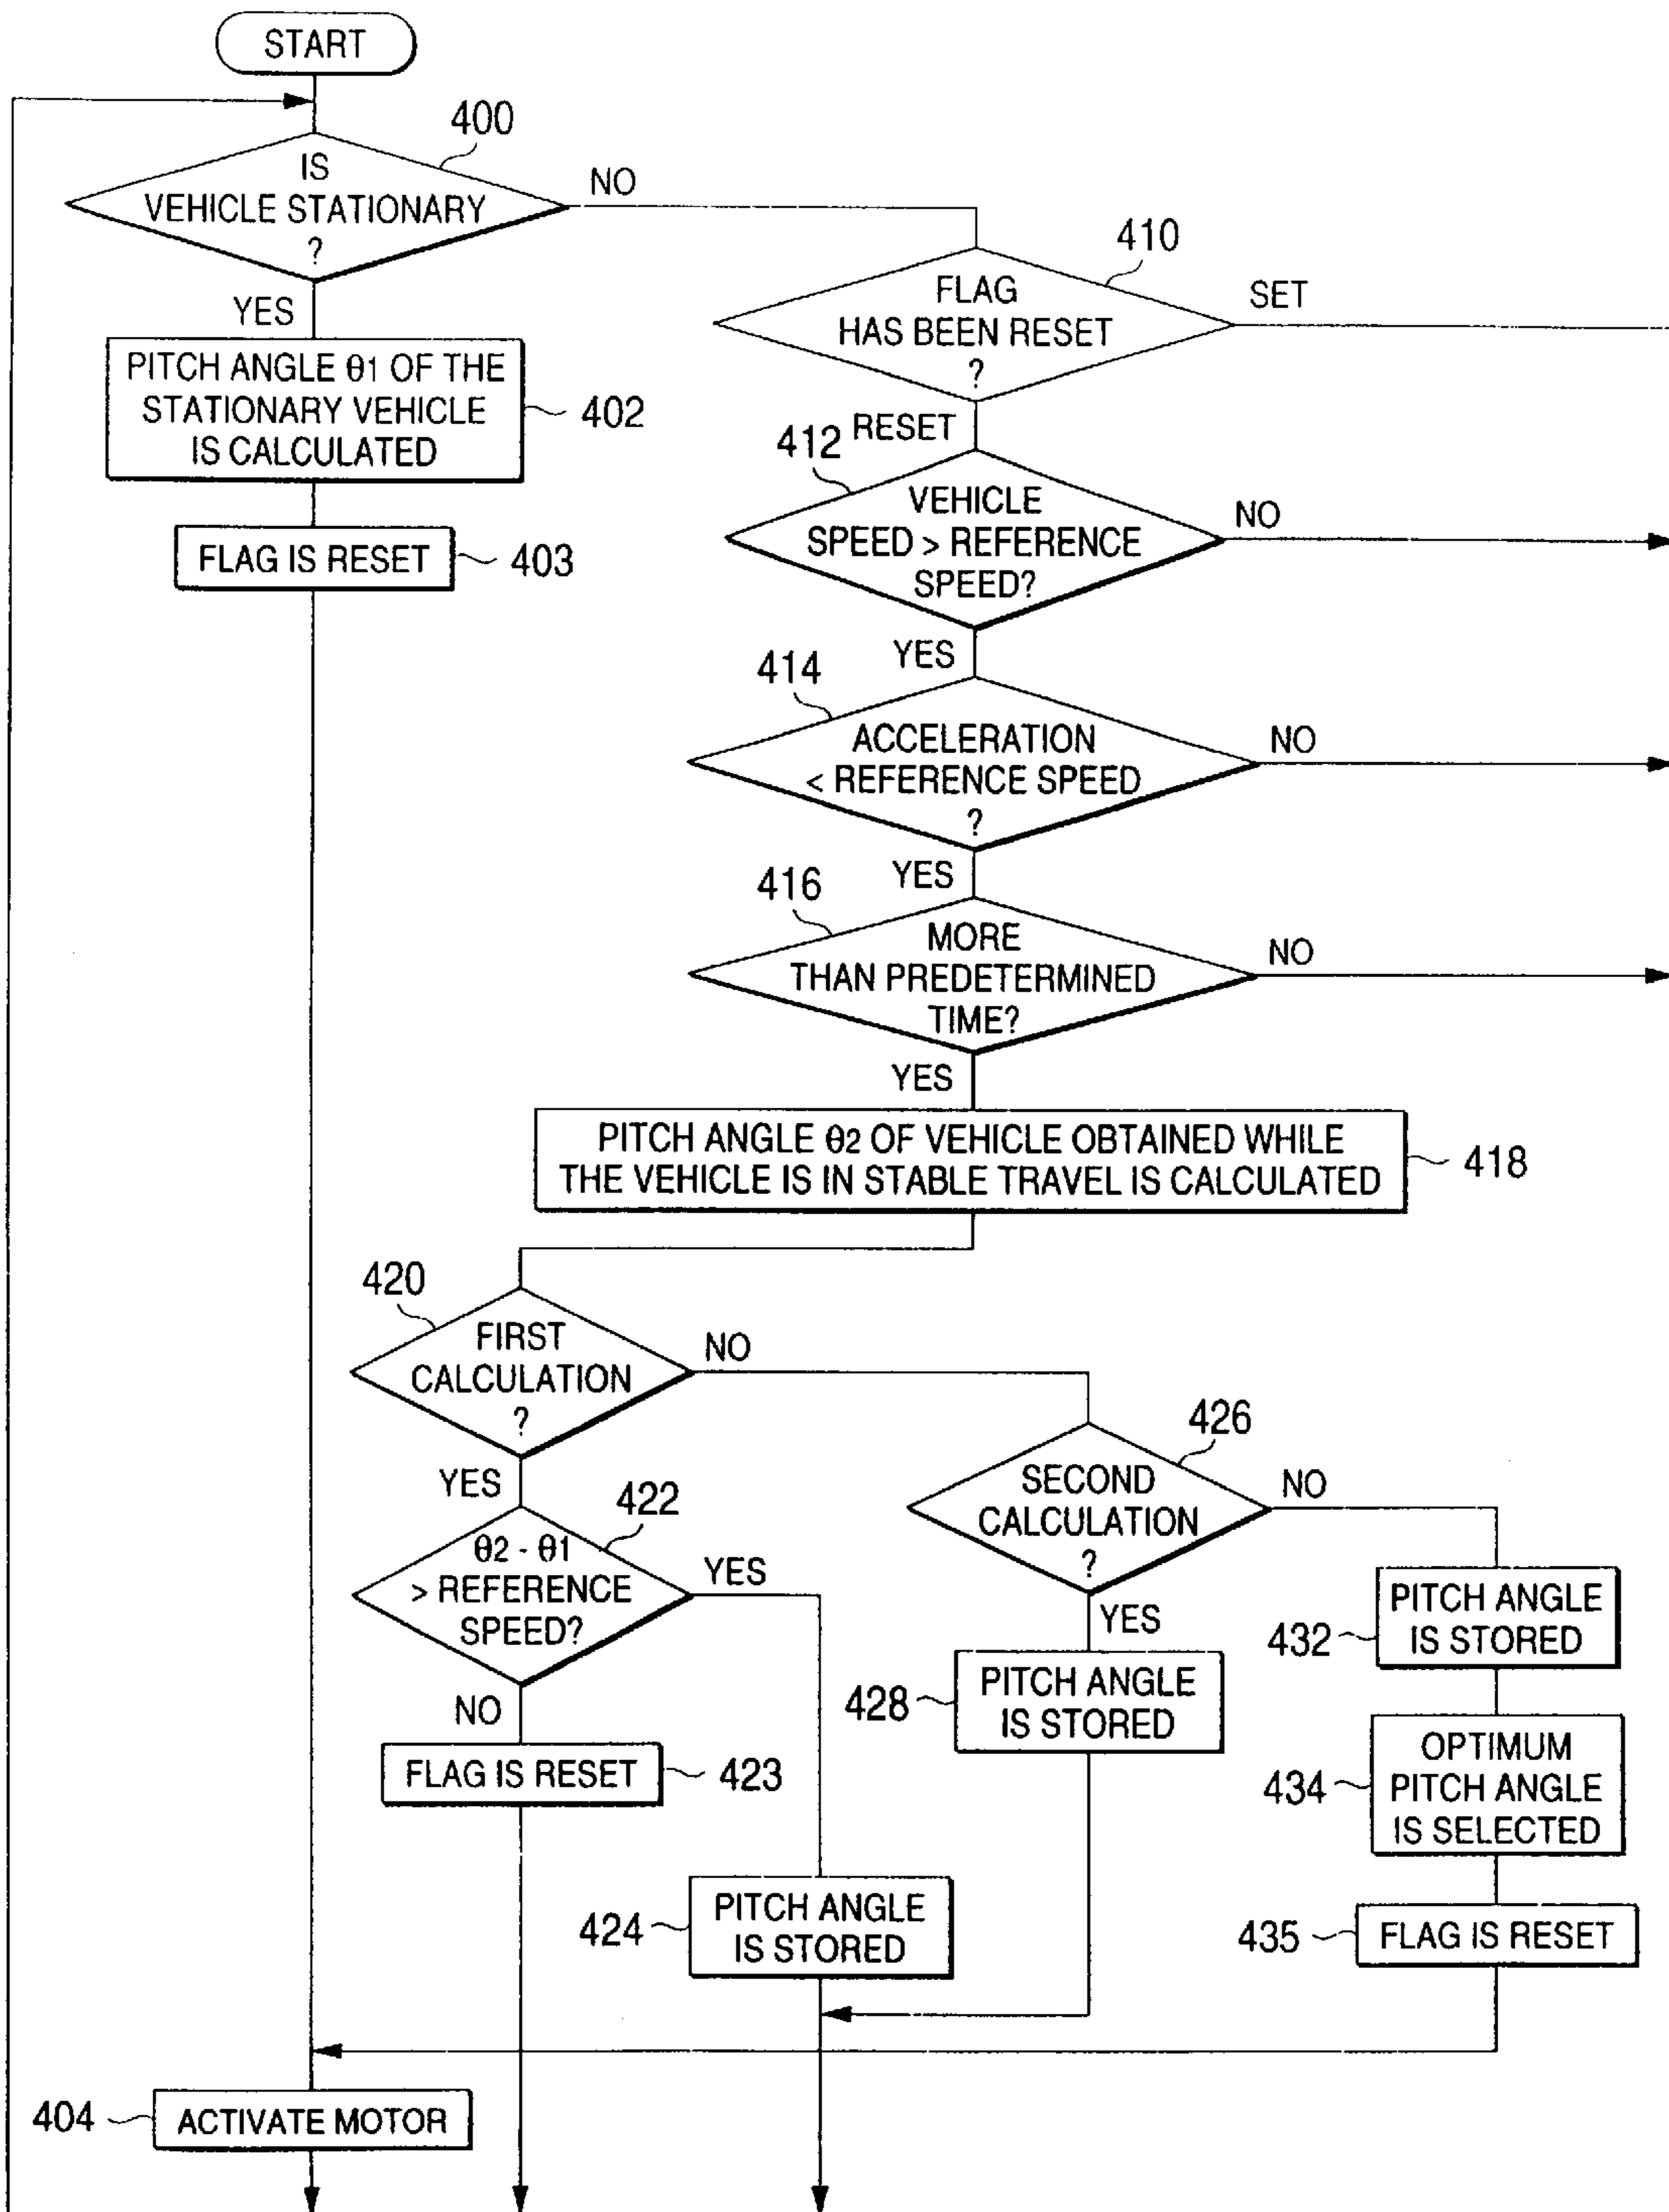 START
400
IS
VEHICLE STATIONARY
?
NO
YES
410
FLAG
HAS BEEN RESET
?
SET
RESET
PITCH ANGLE θ1 OF THE
STATIONARY VEHICLE
IS CALCULATED
402
FLAG IS RESET
403
412
VEHICLE
SPEED > REFERENCE
SPEED?
NO
YES
414
ACCELERATION
< REFERENCE SPEED
?
NO
YES
416
MORE
THAN PREDETERMINED
TIME?
NO
YES
PITCH ANGLE θ2 OF VEHICLE OBTAINED WHILE
THE VEHICLE IS IN STABLE TRAVEL IS CALCULATED
418
420
FIRST
CALCULATION
?
NO
YES
422
θ2 - θ1
> REFERENCE
SPEED?
YES
NO
FLAG IS RESET
423
424
PITCH ANGLE
IS STORED
426
SECOND
CALCULATION
?
NO
YES
428
PITCH ANGLE
IS STORED
432
PITCH ANGLE
IS STORED
434
OPTIMUM
PITCH ANGLE
IS SELECTED
435
FLAG IS RESET
404
ACTIVATE MOTOR